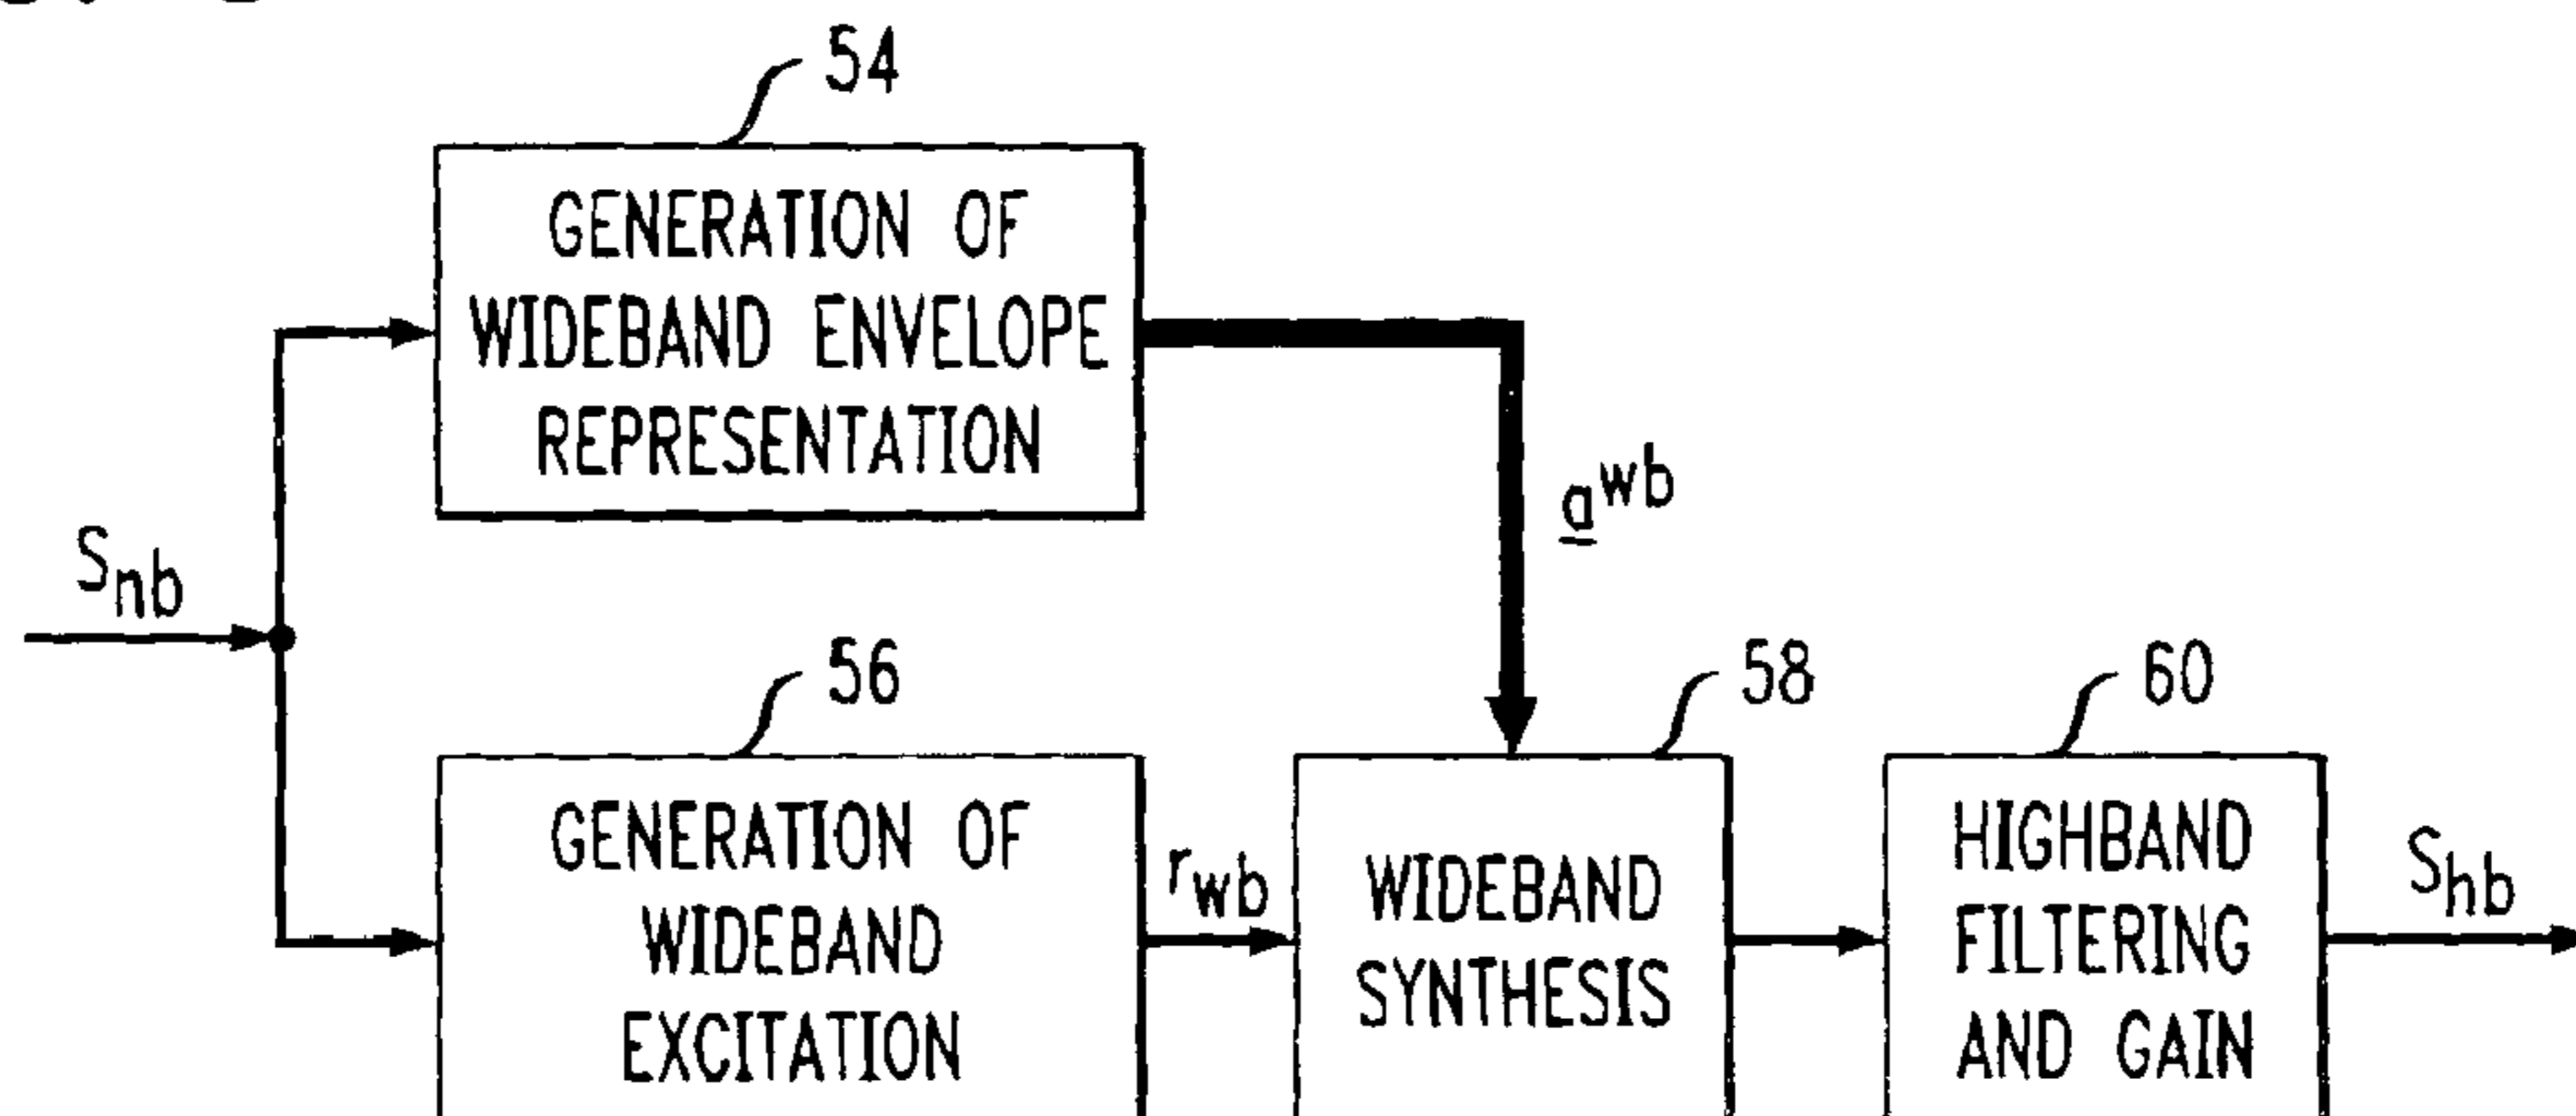 54
GENERATION OF
WIDEBAND ENVELOPE
REPRESENTATION
a^wb
S_nb
56
58
60
GENERATION OF
WIDEBAND
EXCITATION
r_wb
WIDEBAND
SYNTHESIS
HIGHBAND
FILTERING
AND GAIN
S_hb